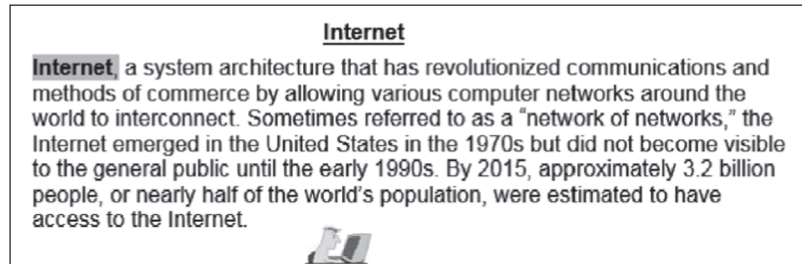 Internet
Internet, a system architecture that has revolutionized communications and
methods of commerce by allowing various computer networks around the
world to interconnect. Sometimes referred to as a “network of networks,” the
Internet emerged in the United States in the 1970s but did not become visible
to the general public until the early 1990s. By 2015, approximately 3.2 billion
people, or nearly half of the world's population, were estimated to have
access to the Internet.